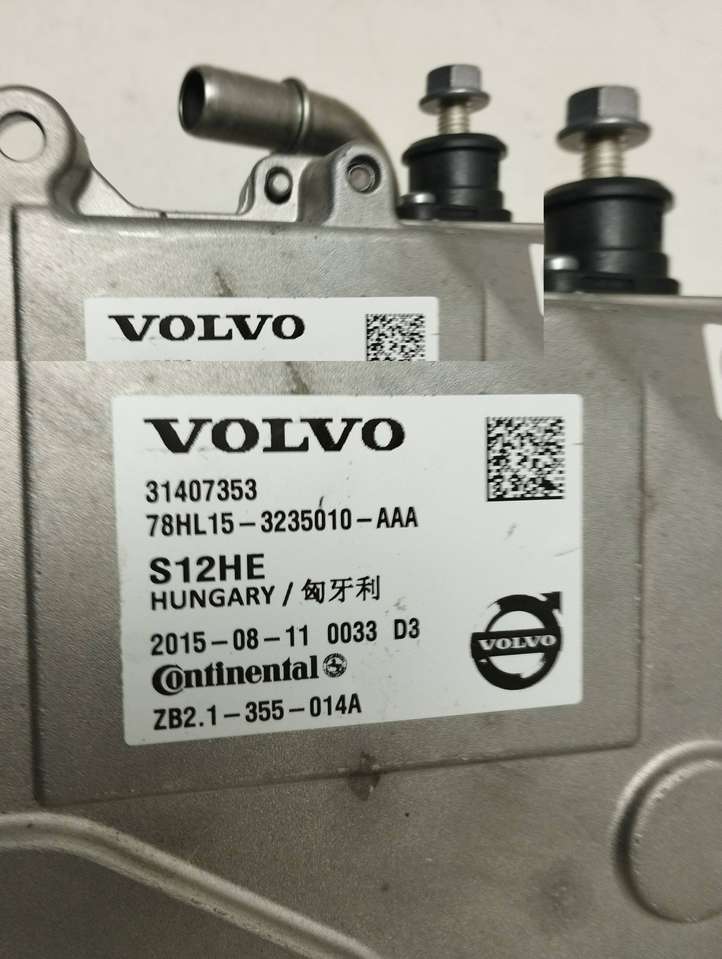 VOLVO
VOLVO
31407353
78HL15-3235010-AAA
S12HE
HUNGARY / 匈牙利
2015-08-11 0033 D3
Continental
VOLVO
ZB2.1-355-014A